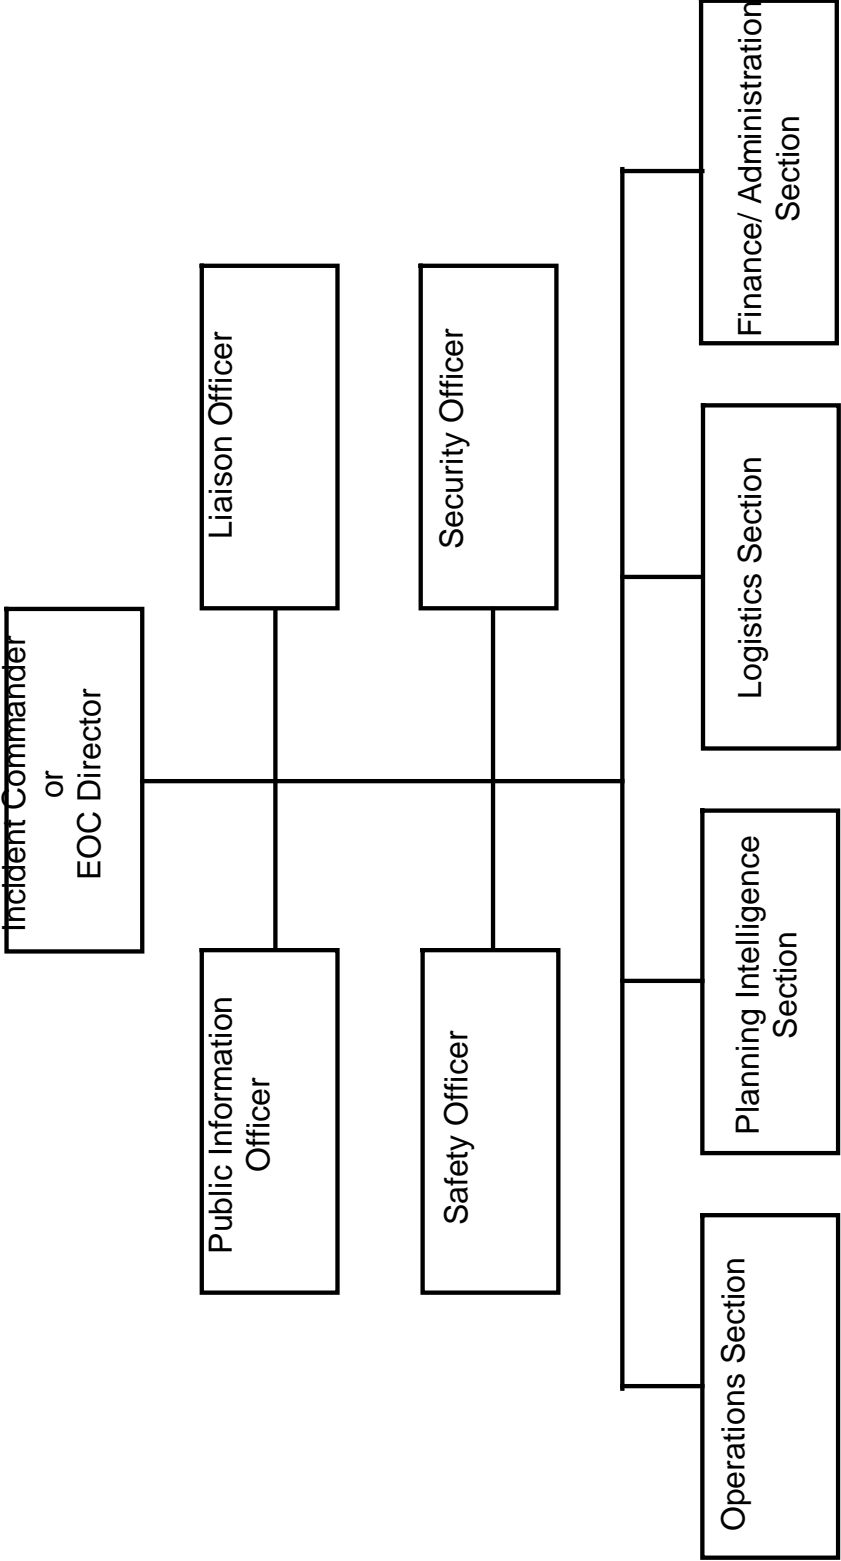 Incident Commander
or
EOC Director
Public Information
Officer
Liaison Officer
Safety Officer
Security Officer
Operations Section
Planning Intelligence
Section
Logistics Section
Finance/ Administration
Section